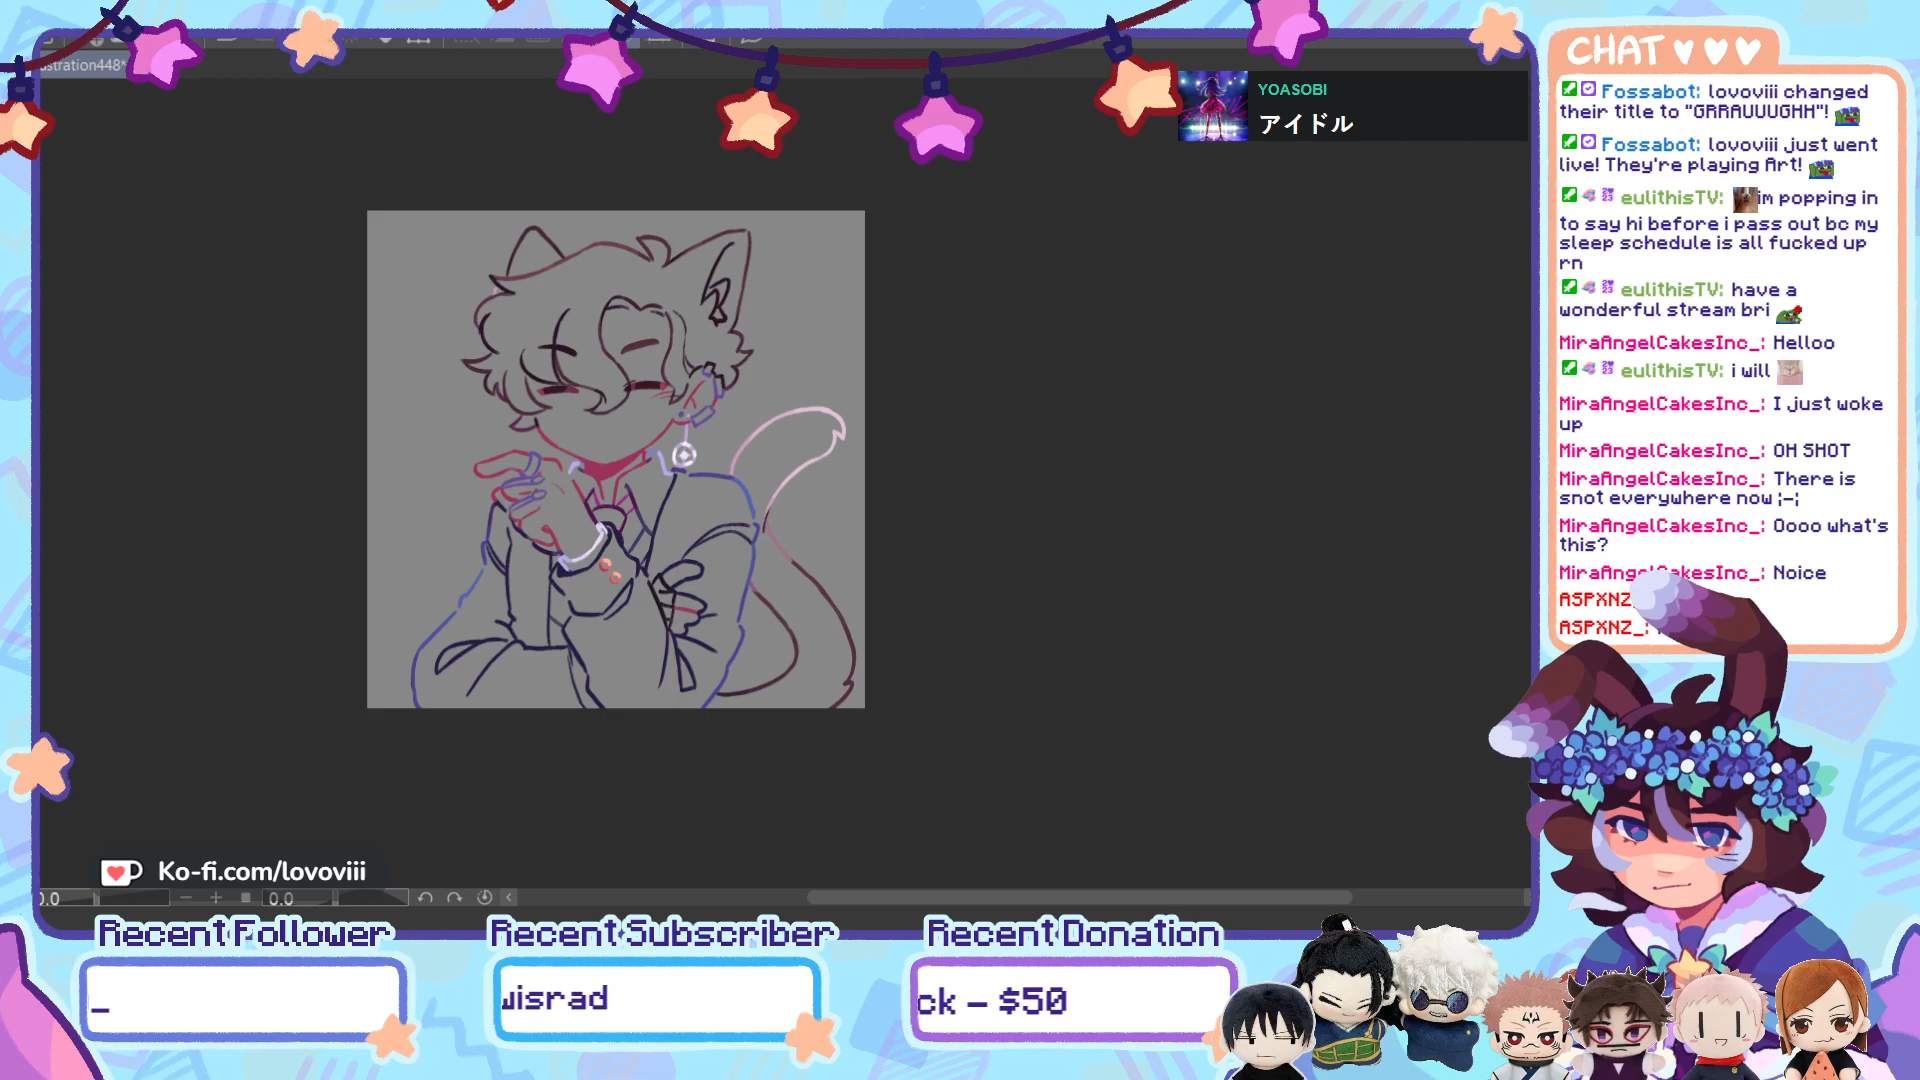 stration448*
YOASOBI
アイドル
CHAT
Fossabot: lovoviii changed
their title to "GRRAUUUGHH"!
Fossabot: lovoviii just went
live! They're playing Art!
eulithisTV: im popping in
to say hi before i pass out bc my
sleep schedule is all fucked up
rn
eulithisTV: have a
wonderful stream bri
MiraAngelCakesInc_: Helloo
eulithisTV: i will
MiraAngelCakesInc_: I just woke
up
MiraAngelCakesInc_: OH SHOT
MiraAngelCakesInc_: There is
snot everywhere now ;-;
MiraAngelCakesInc_: Oooo what's
this?
MiraAngelCakesInc_: Noice
ASPXNZ_
ASPXNZ_:
Ko-fi.com/lovoviii
0.0
Recent Follower
Recent Subscriber
Recent Donation
_
wisrad
ck - $50